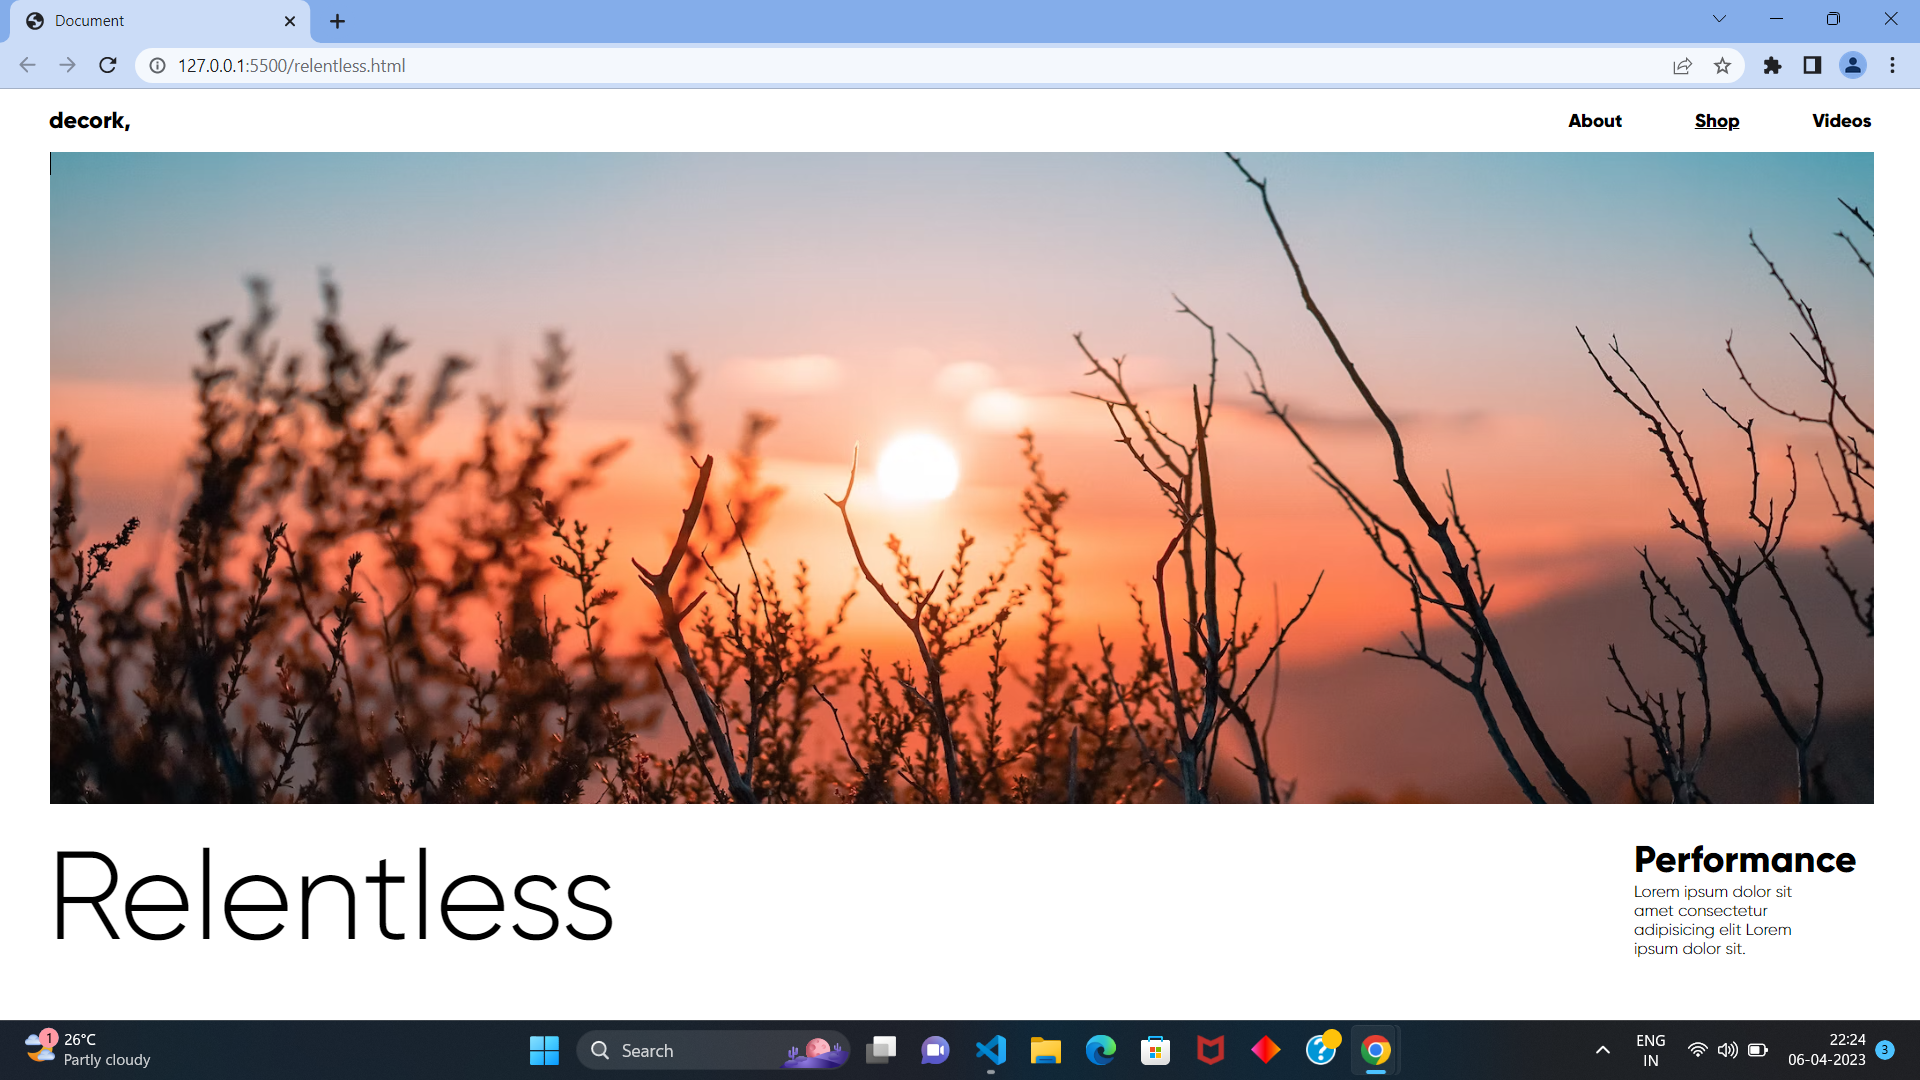 Document
127.0.0.1:5500/relentless.html
decork,
About Shop Videos
Relentless
Performance
Lorem ipsum dolor sit
amet consectetur
adipisicing elit Lorem
ipsum dolor sit.
1
26°C
Partly cloudy
Search
ENG
IN
22:24
06-04-2023
3